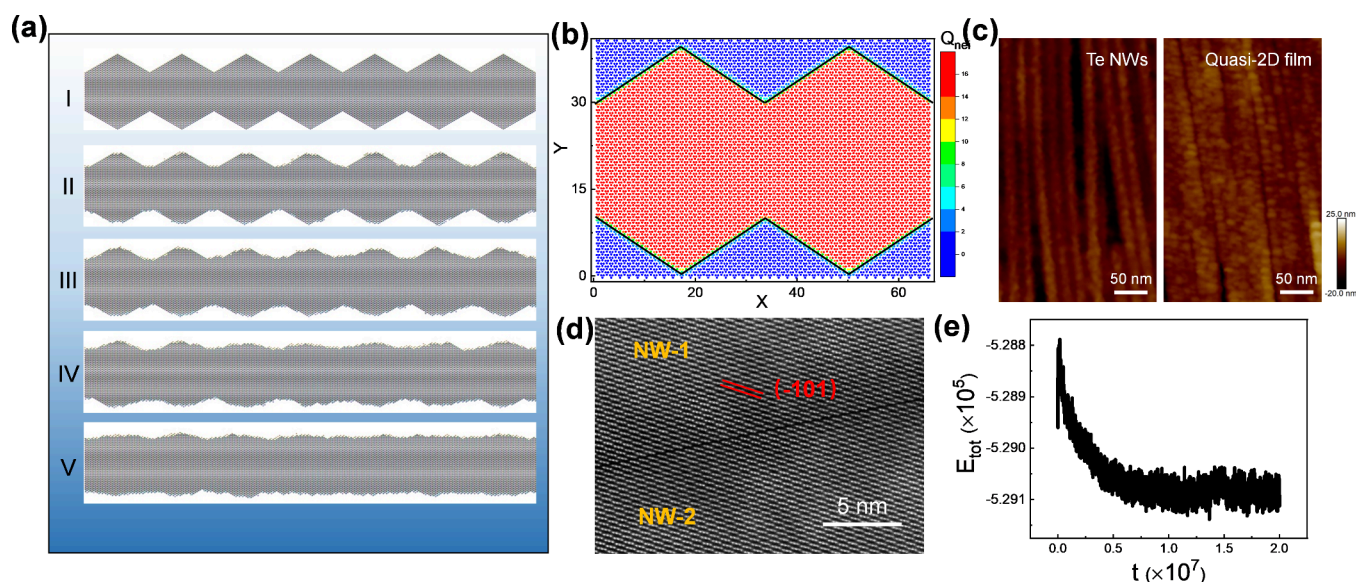 (a)
I
II
III
IV
V
(b)
Q
nei
16
14
12
10
8
6
4
2
0
Y
30
15
0
0
20
40
60
X
(c)
Te NWs
Quasi-2D film
50 nm
50 nm
25.0 nm
-20.0 nm
(d)
NW-1
(-101)
NW-2
5 nm
(e)
E_tot (×10^5)
-5.288
-5.289
-5.290
-5.291
0.0
0.5
1.0
1.5
2.0
t (×10^7)